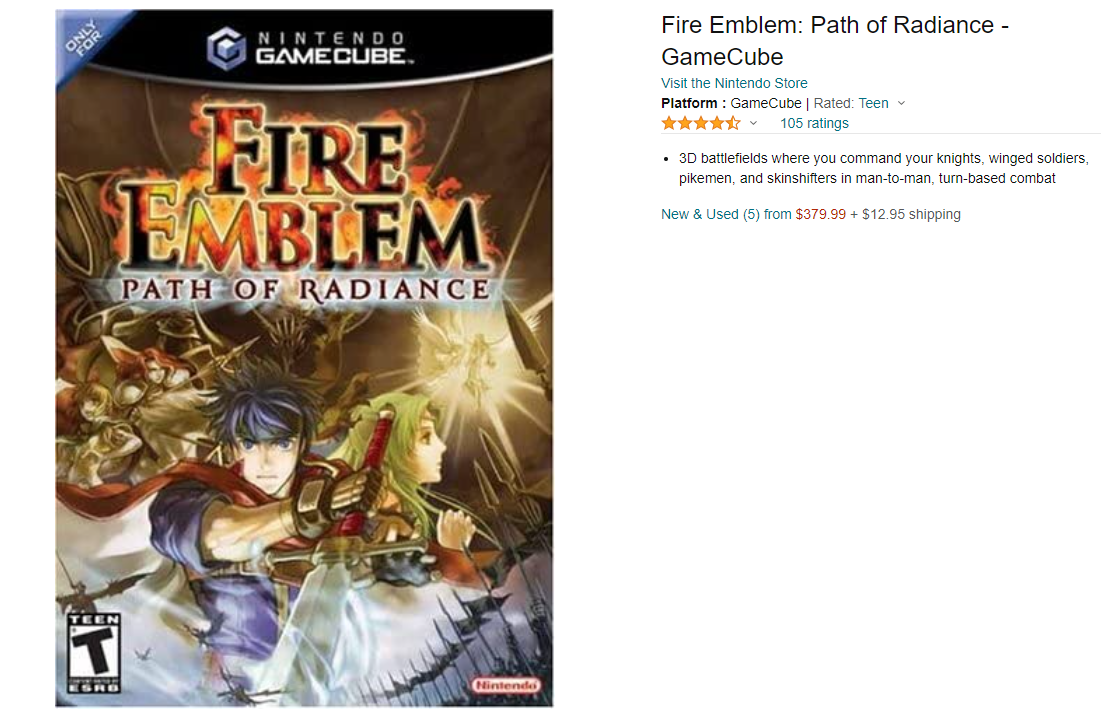 ONLY
FOR
NINTENDO
GAMECUBE™
FIRE
EMBLEM
PATH OF RADIANCE
TEEN
T
ESRB
Nintendo
Fire Emblem: Path of Radiance -
GameCube
Visit the Nintendo Store
Platform : GameCube | Rated: Teen
105 ratings
• 3D battlefields where you command your knights, winged soldiers,
pikemen, and skinshifters in man-to-man, turn-based combat
New & Used (5) from $379.99 + $12.95 shipping